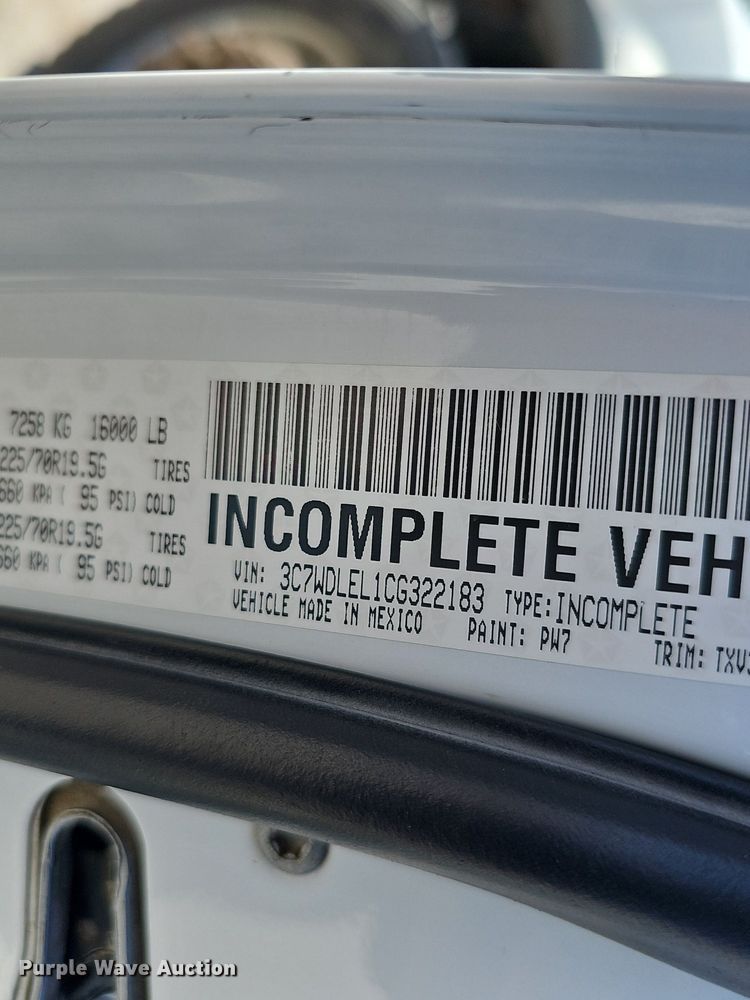 7258 KG 16000 LB
225/70R19.5G TIRES
660 KPA ( 95 PSI) COLD
225/70R19.5G TIRES
660 KPA ( 95 PSI) COLD
INCOMPLETE VEH
VIN: 3C7WDLEL1CG322183 TYPE:INCOMPLETE
VEHICLE MADE IN MEXICO PAINT: PW7 TRIM: TXV
Purple Wave Auction